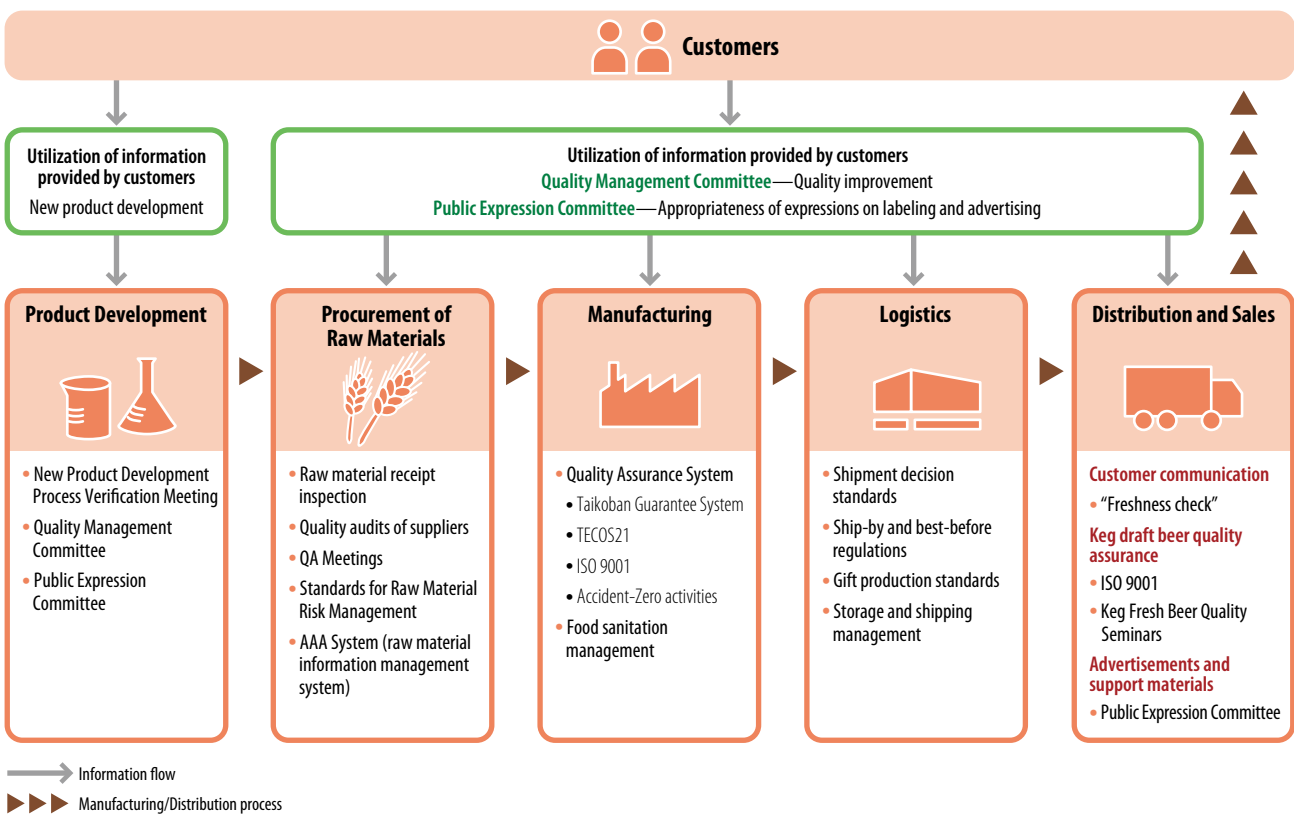 Customers
Utilization of information
provided by customers
New product development
Utilization of information provided by customers
Quality Management Committee—Quality improvement
Public Expression Committee—Appropriateness of expressions on labeling and advertising
Product Development
• New Product Development
Process Verification Meeting
• Quality Management
Committee
• Public Expression
Committee
Procurement of
Raw Materials
• Raw material receipt
inspection
• Quality audits of suppliers
• QA Meetings
• Standards for Raw Material
Risk Management
• AAA System (raw material
information management
system)
Manufacturing
• Quality Assurance System
• Taikoban Guarantee System
• TECOS21
• ISO 9001
• Accident-Zero activities
• Food sanitation
management
Logistics
• Shipment decision
standards
• Ship-by and best-before
regulations
• Gift production standards
• Storage and shipping
management
Distribution and Sales
Customer communication
• “Freshness check”
Keg draft beer quality
assurance
• ISO 9001
• Keg Fresh Beer Quality
Seminars
Advertisements and
support materials
• Public Expression Committee
Information flow
Manufacturing/Distribution process